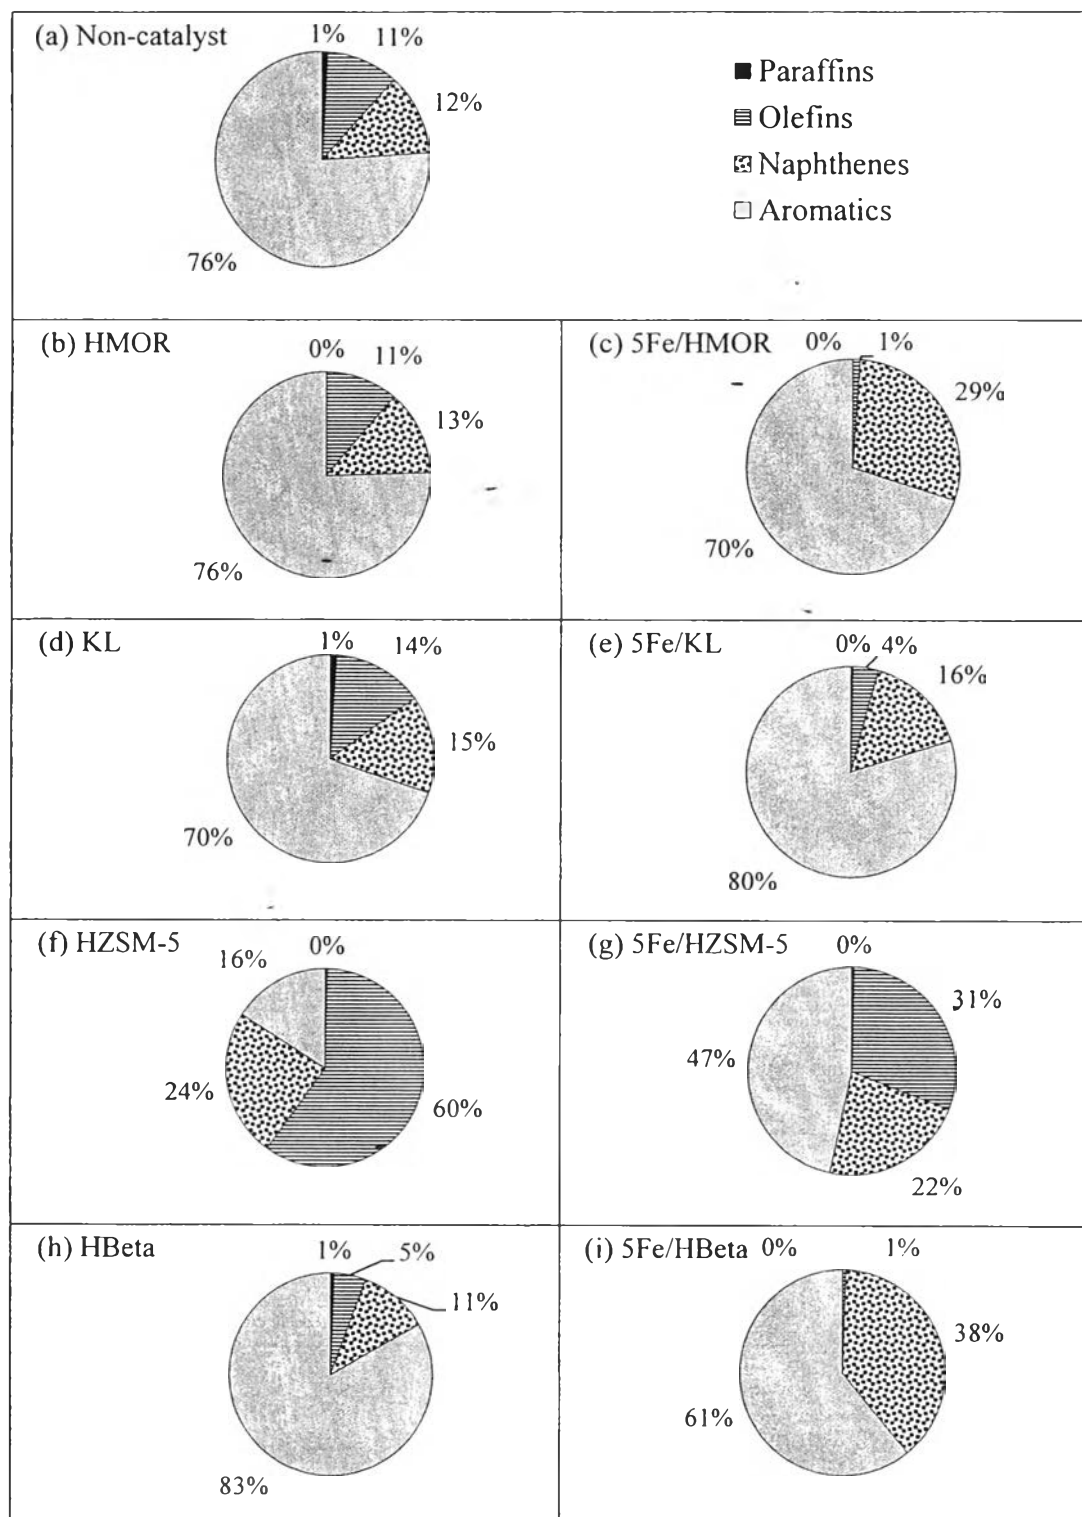 (a) Non-catalyst 1% 11%
12%
76%
Paraffins
Olefins
Naphthenes
Aromatics
(b) HMOR 0% 11%
13%
76%
(c) 5Fe/HMOR 0% 1%
29%
70%
(d) KL 1% 14%
15%
70%
(e) 5Fe/KL 0% 4%
16%
80%
(f) HZSM-5 0%
16%
24%
60%
(g) 5Fe/HZSM-5 0%
31%
47%
22%
(h) HBeta 1% 5%
11%
83%
(i) 5Fe/HBeta 0% 1%
38%
61%